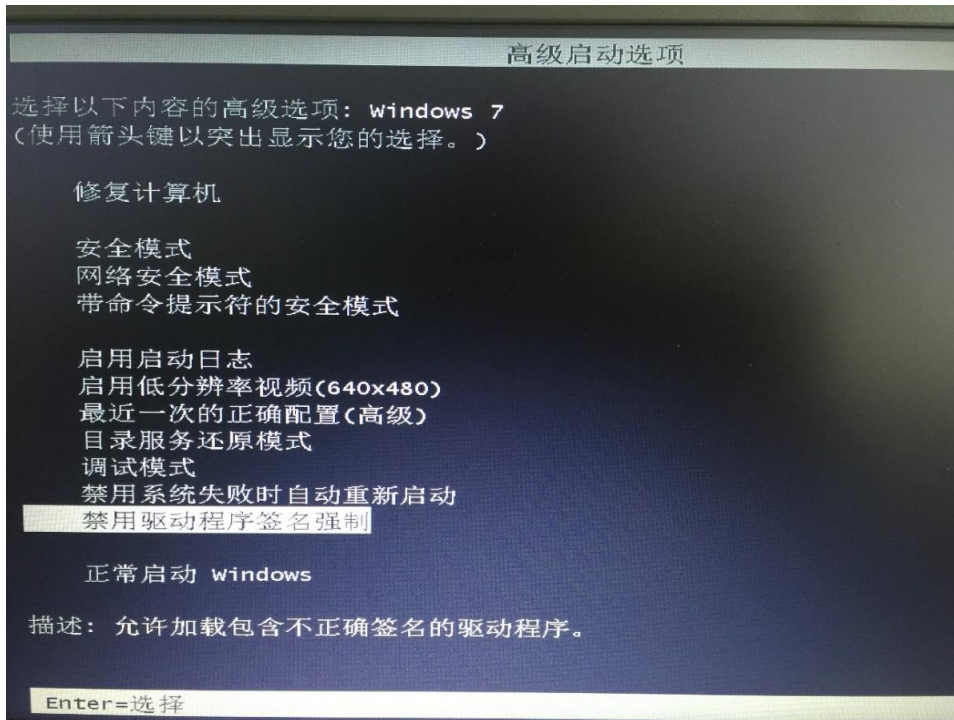 高级启动选项
选择以下内容的高级选项: Windows 7
(使用箭头键以突出显示您的选择。)
修复计算机
安全模式
网络安全模式
带命令提示符的安全模式
启用启动日志
启用低分辨率视频(640x480)
最近一次的正确配置(高级)
目录服务还原模式
调试模式
禁用系统失败时自动重新启动
禁用驱动程序签名强制
正常启动 Windows
描述: 允许加载包含不正确签名的驱动程序。
Enter=选择